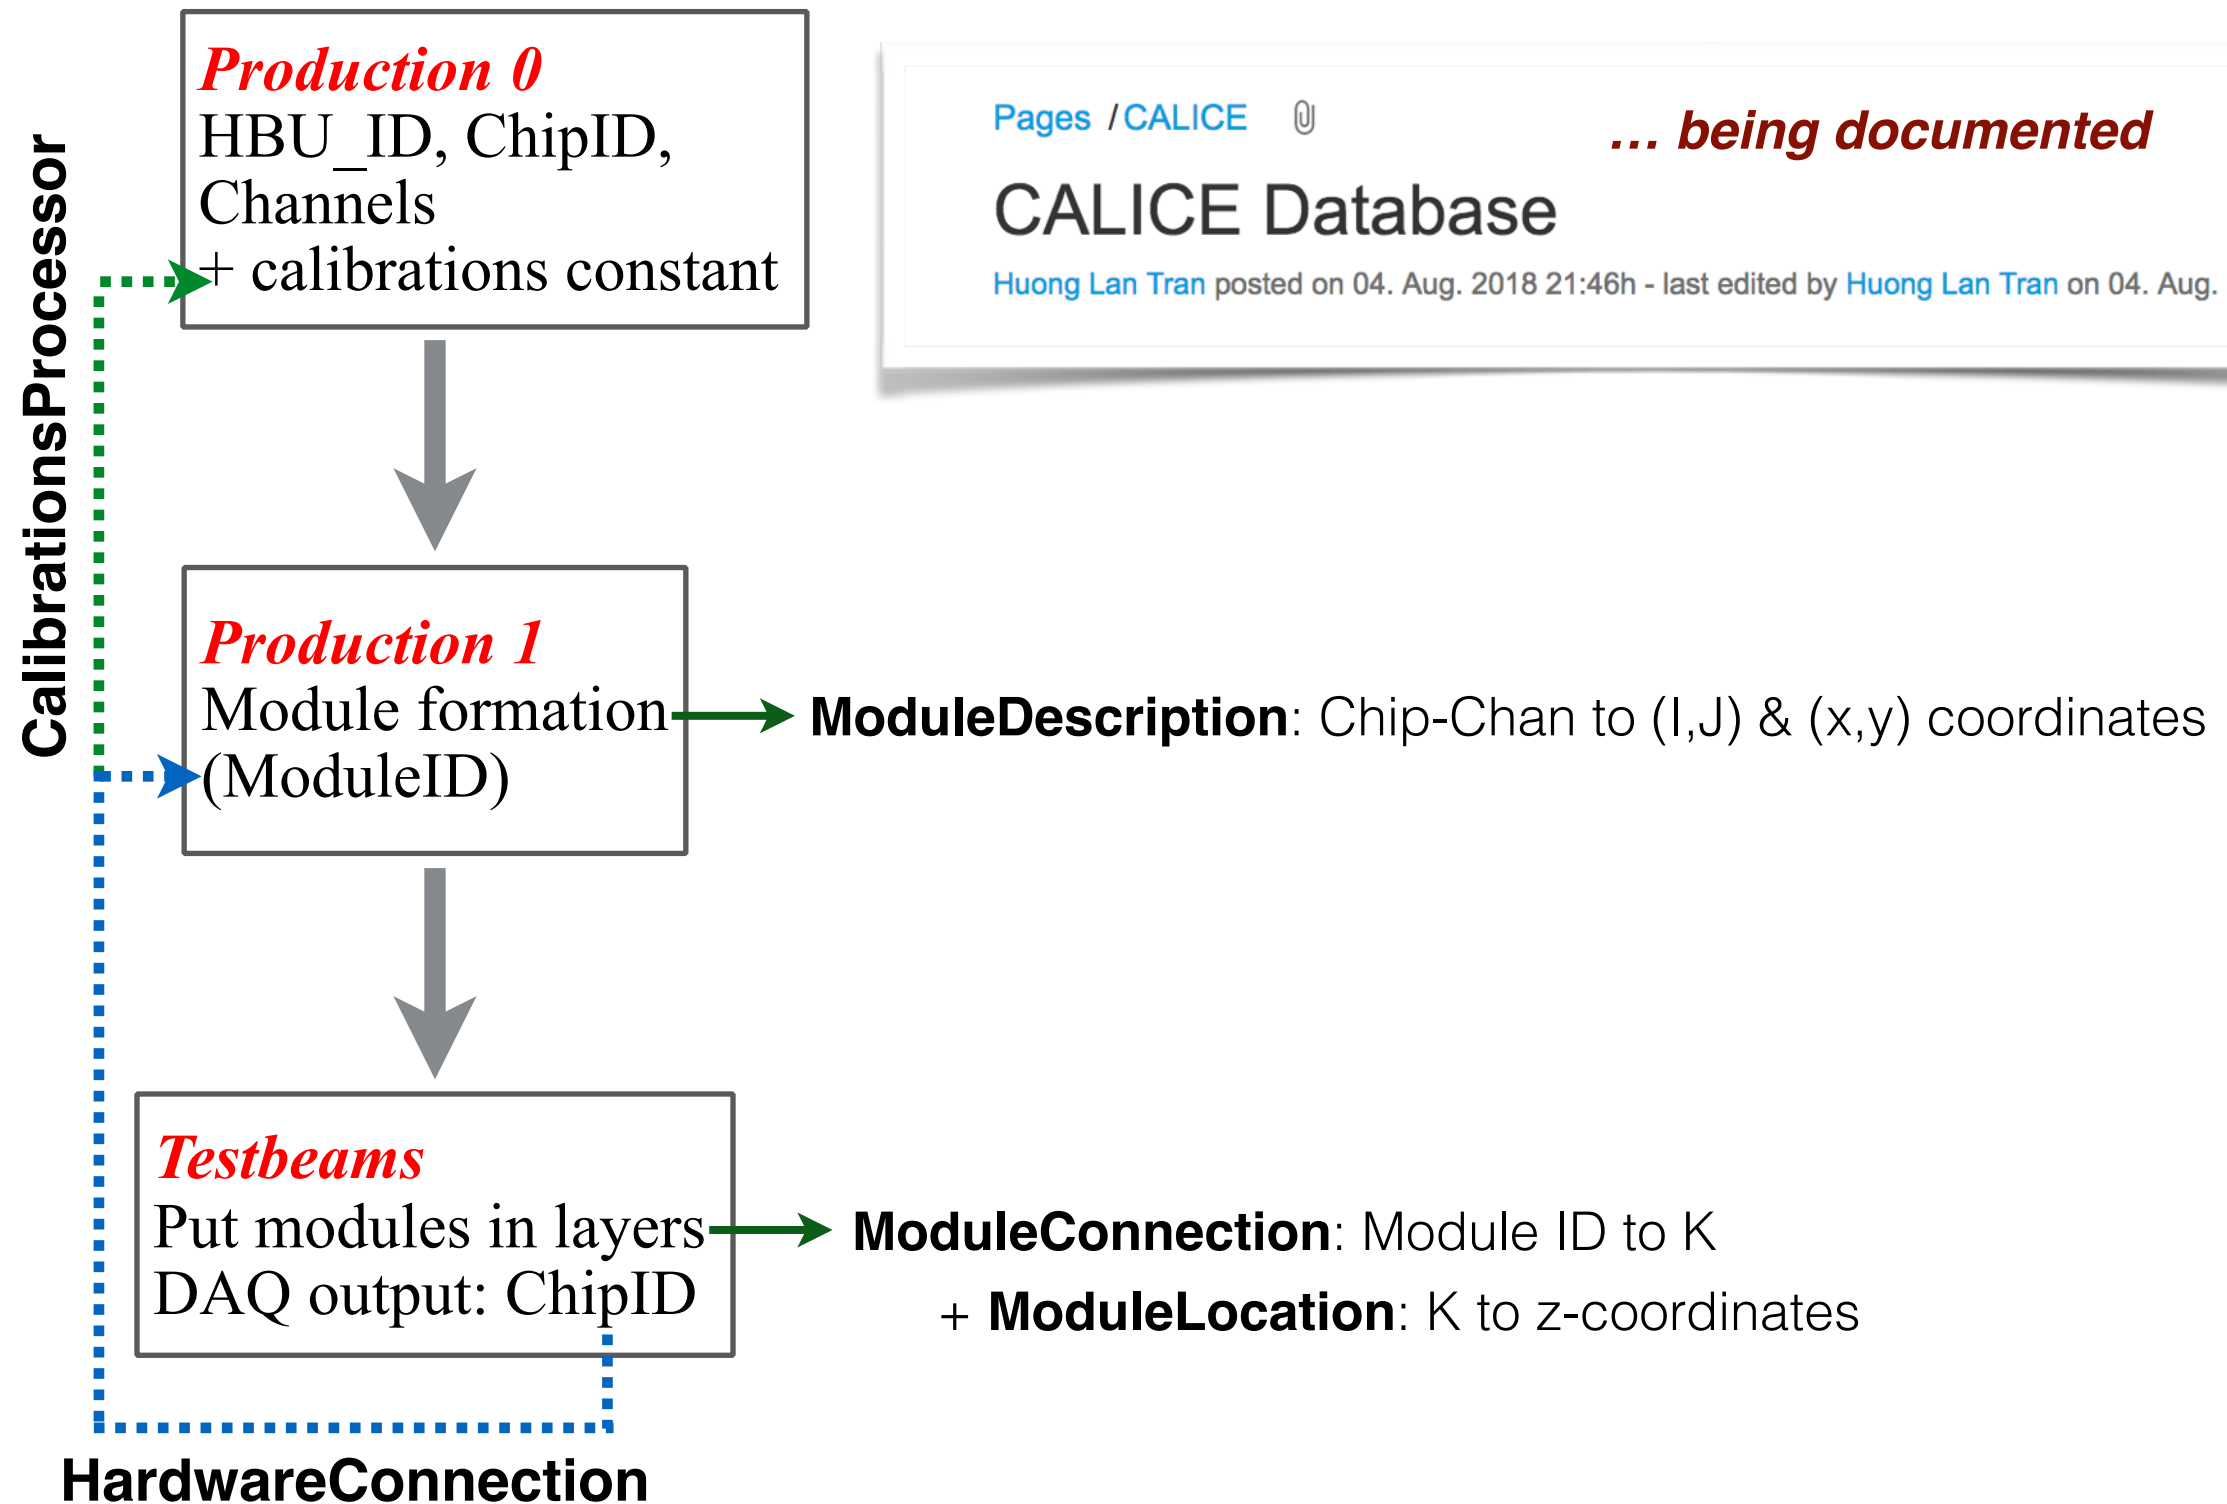 CalibrationsProcessor
Production 0
HBU_ID, ChipID,
Channels
+ calibrations constant
Pages / CALICE
... being documented
CALICE Database
Huong Lan Tran posted on 04. Aug. 2018 21:46h - last edited by Huong Lan Tran on 04. Aug.
Production 1
Module formation
(ModuleID)
ModuleDescription: Chip-Chan to (I,J) & (x,y) coordinates
Testbeams
Put modules in layers
DAQ output: ChipID
ModuleConnection: Module ID to K
+ ModuleLocation: K to z-coordinates
HardwareConnection